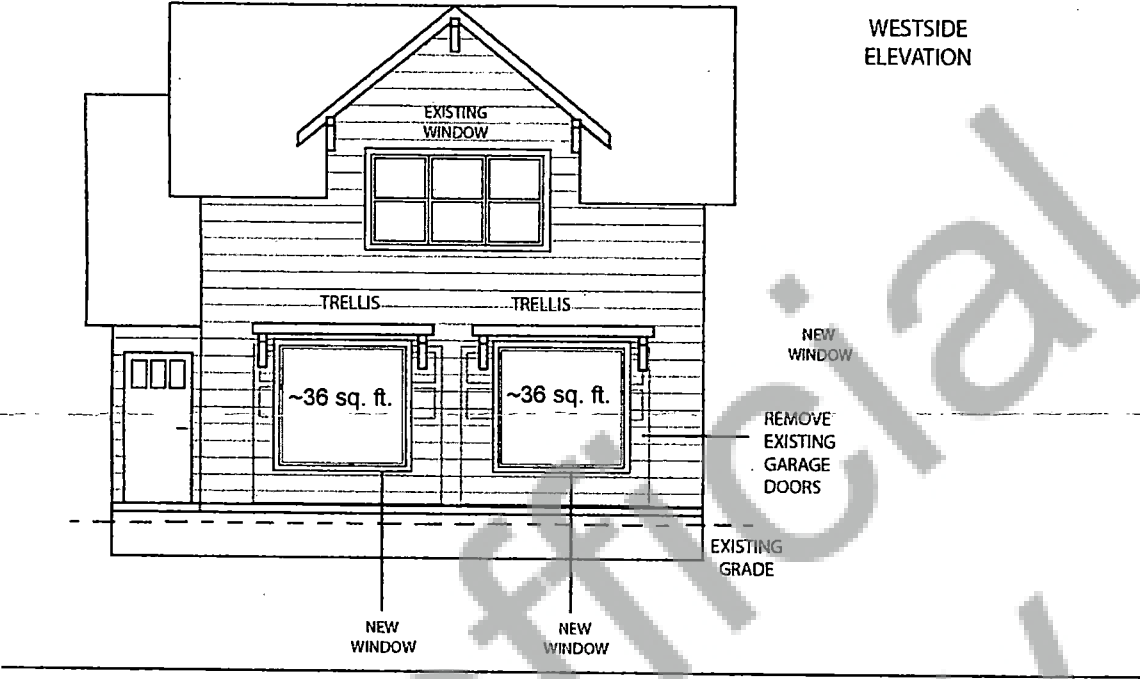 WESTSIDE
ELEVATION
EXISTING
WINDOW
TRELLIS
TRELLIS
NEW
WINDOW
~36 sq. ft.
~36 sq. ft.
REMOVE
EXISTING
GARAGE
DOORS
EXISTING
GRADE
NEW
WINDOW
NEW
WINDOW
fficial